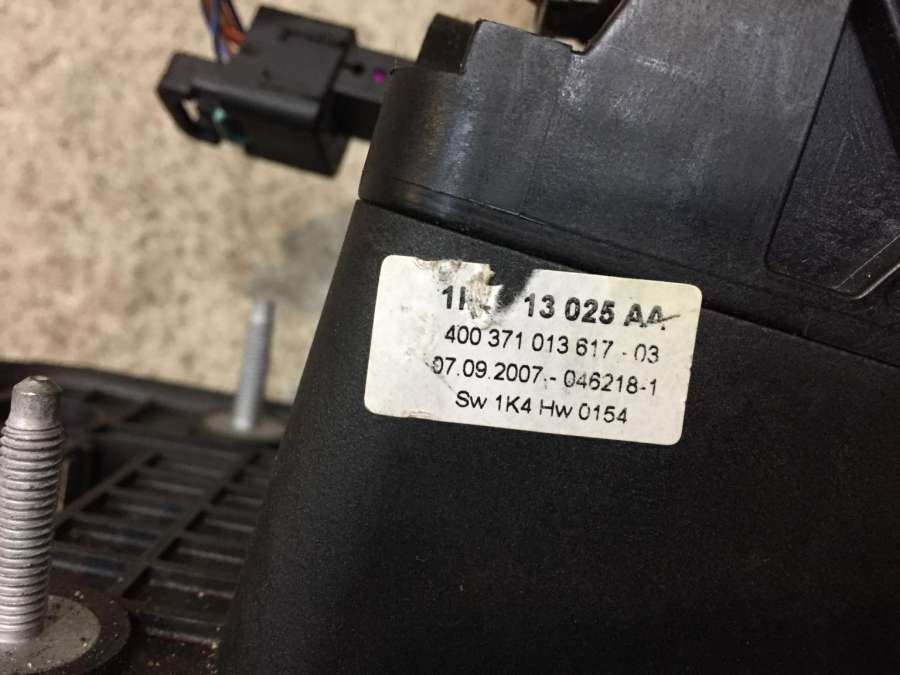 13 025 AA
400 371 013 617 - 03
07.09.2007 - 046218-1
Sw 1K4 Hw 0154